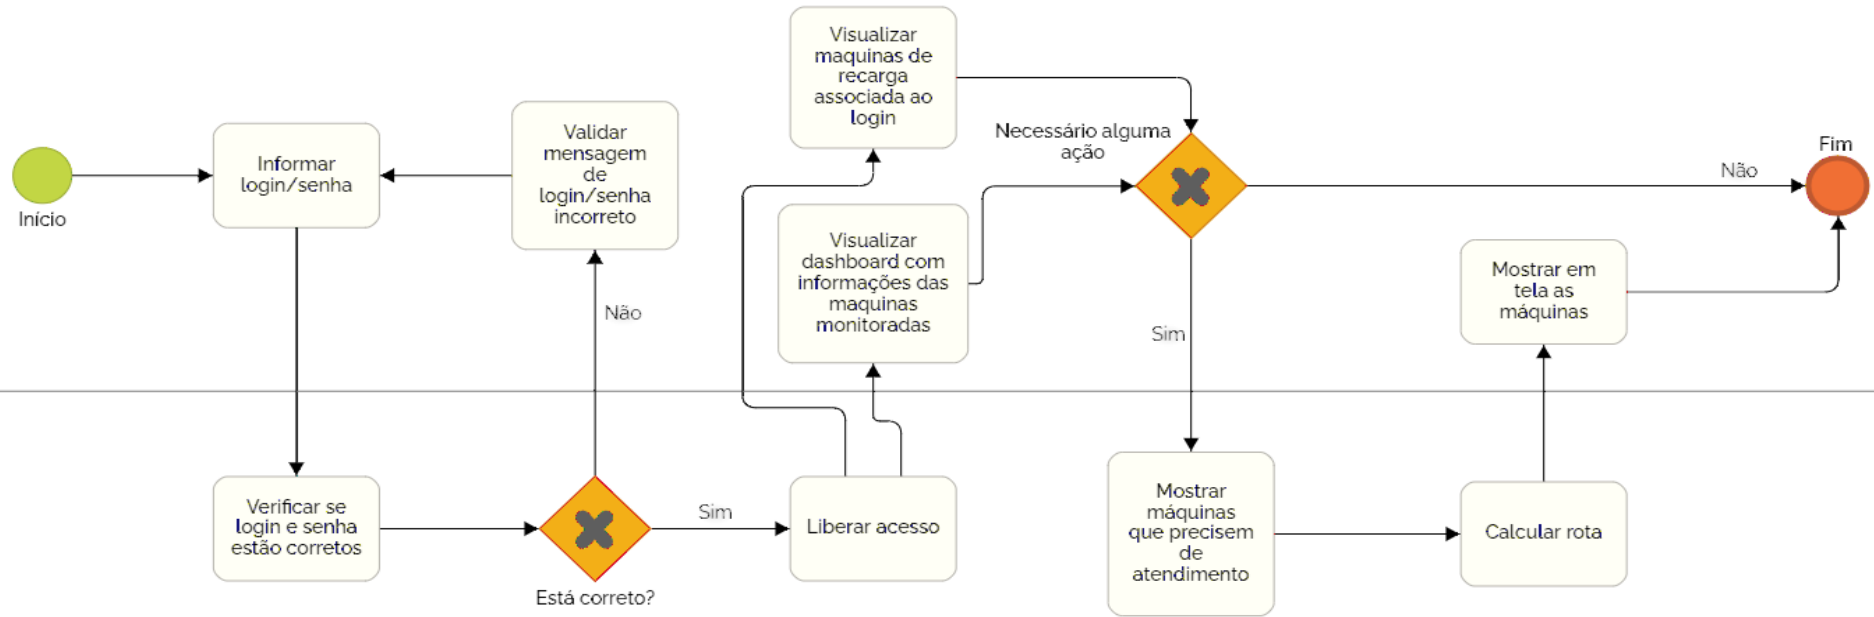 Início
Informar
login/senha
Validar
mensagem
de
login/senha
incorreto
Não
Verificar se
login e senha
estão corretos
Está correto?
Sim
Liberar acesso
Visualizar
maquinas de
recarga
associada ao
login
Visualizar
dashboard com
informações das
maquinas
monitoradas
Necessário alguma
ação
Não
Sim
Mostrar
máquinas
que precisem
de
atendimento
Calcular rota
Mostrar em
tela as
máquinas
Fim